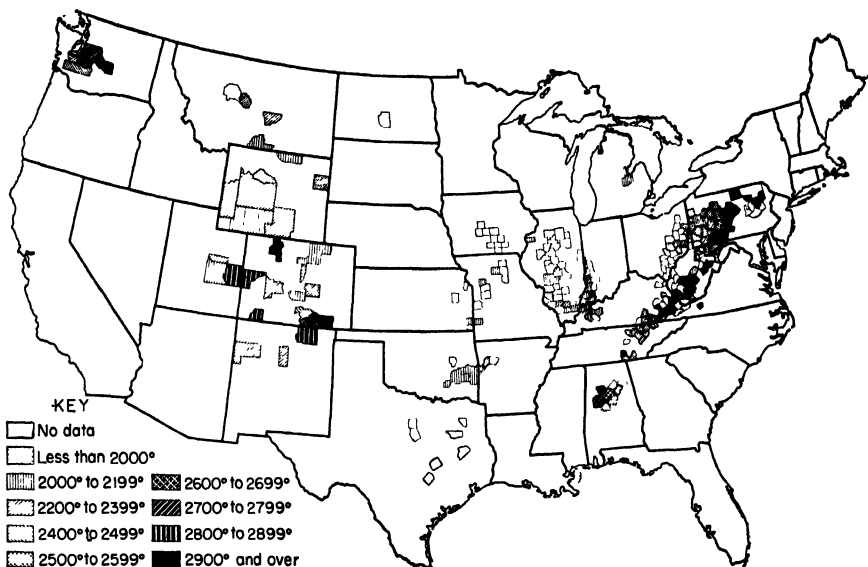 KEY
No data
Less than 2000°
2000° to 2199°
2200° to 2399°
2400° to 2499°
2500° to 2599°
2600° to 2699°
2700° to 2799°
2800° to 2899°
2900° and over